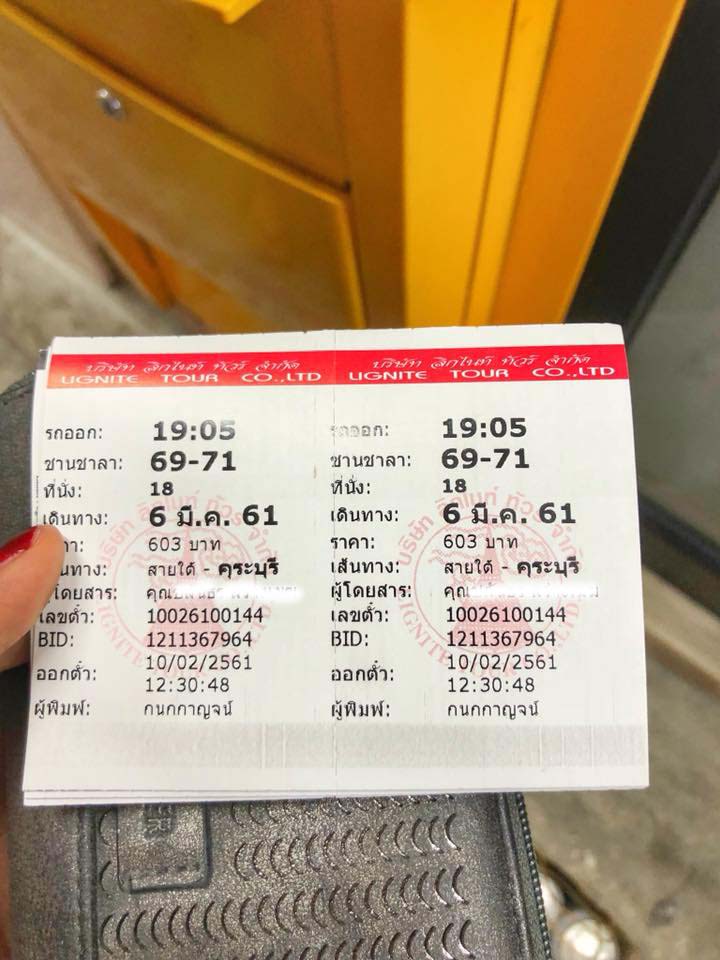 บริษัท ลิกไนท์ ทัวร์ จำกัด
LIGNITE TOUR CO.,LTD
รถออก: 19:05
ชานชาลา: 69-71
ที่นั่ง: 18
เดินทาง: 6 มี.ค. 61
603 บาท
สายใต้ - คุระบุรี
เลขตั๋ว: 10026100144
BID: 1211367964
ออกตั๋ว: 10/02/2561
12:30:48
ผู้พิมพ์: กนกกาญจน์
บริษัท ลิกไนท์ ทัวร์ จำกัด
LIGNITE TOUR CO.,LTD
รถออก: 19:05
ชานชาลา: 69-71
ที่นั่ง: 18
เดินทาง: 6 มี.ค. 61
ราคา: 603 บาท
เส้นทาง: สายใต้ - คุระบุรี
ผู้โดยสาร:
เลขตั๋ว: 10026100144
BID: 1211367964
ออกตั๋ว: 10/02/2561
12:30:48
ผู้พิมพ์: กนกกาญจน์